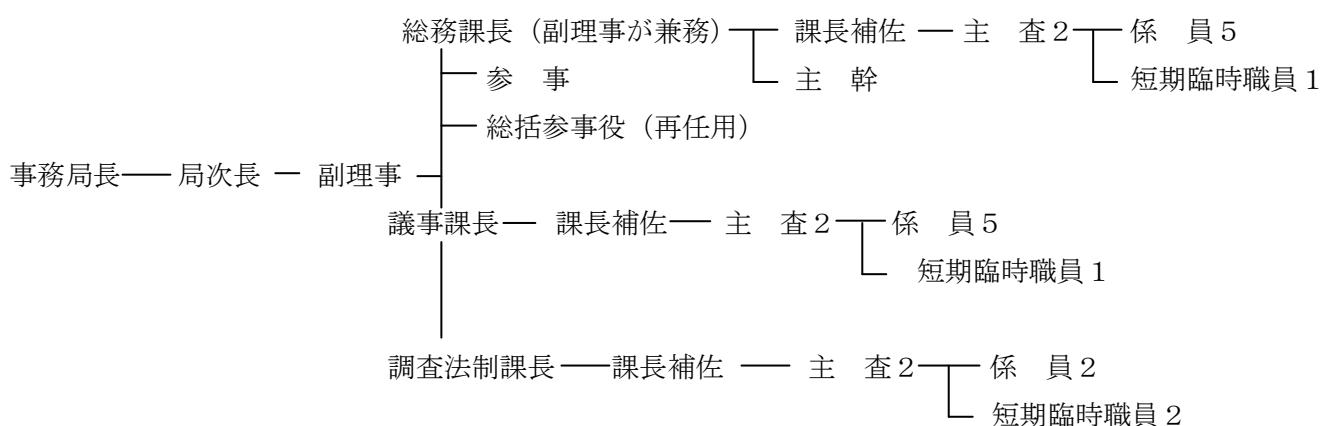 総務課長（副理事が兼務） 課長補佐 主　査２ 係　員５
参　事 主　幹 短期臨時職員１
総括参事役（再任用）
事務局長 局次長 副理事
議事課長 課長補佐 主　査２ 係　員５
短期臨時職員１
調査法制課長 課長補佐 主　査２ 係　員２
短期臨時職員２